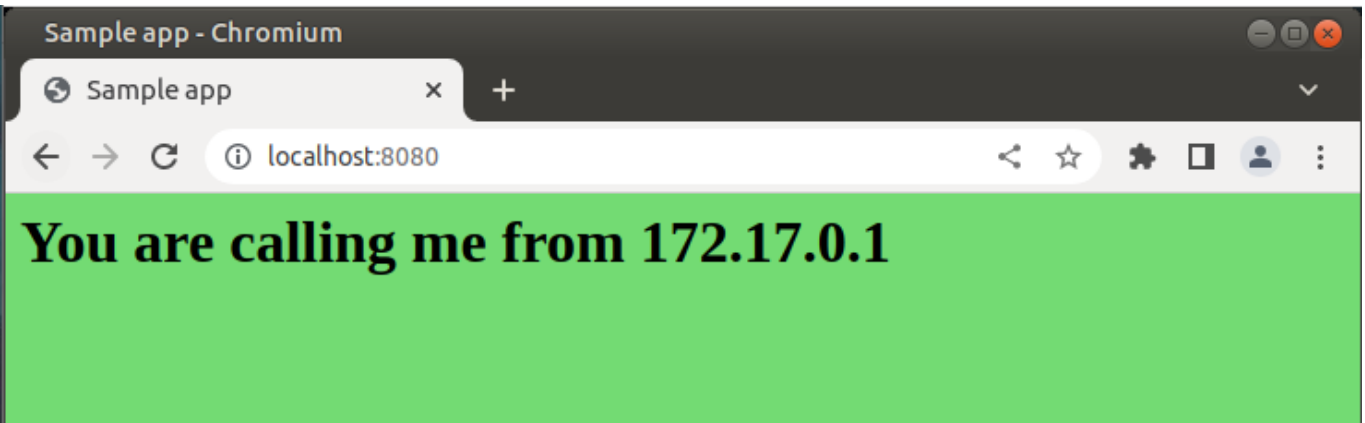 Sample app - Chromium
Sample app
localhost:8080
You are calling me from 172.17.0.1